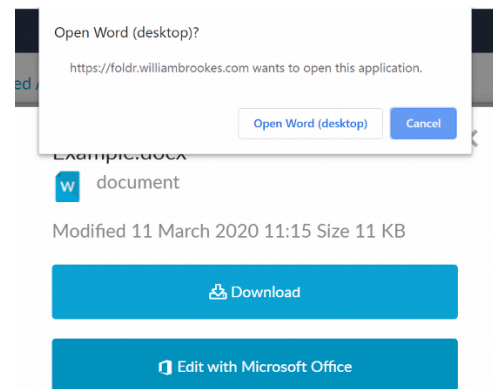 Open Word (desktop)?
https://foldr.williambrookes.com wants to open this application.
Open Word (desktop) Cancel
ed
Example.docx
W document
Modified 11 March 2020 11:15 Size 11 KB
Download
Edit with Microsoft Office